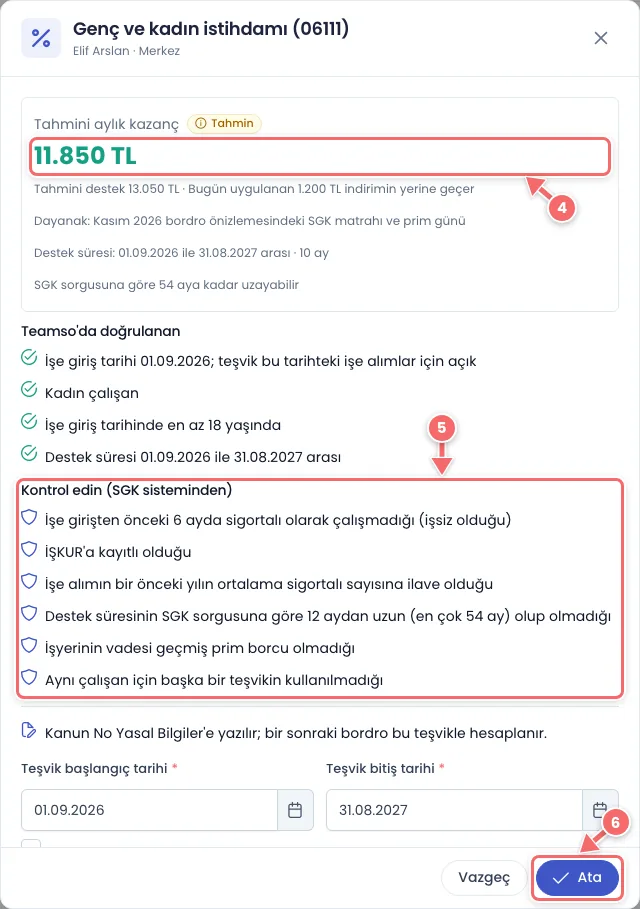 Genç ve kadın istihdamı (06111)
Elif Arslan · Merkez
Tahmini aylık kazanç
Tahmin
11.850 TL
Tahmini destek 13.050 TL · Bugün uygulanan 1.200 TL indirimin yerine geçer
4
Dayanak: Kasım 2026 bordro önizlemesindeki SGK matrahı ve prim günü
Destek süresi: 01.09.2026 ile 31.08.2027 arası · 10 ay
SGK sorgusuna göre 54 aya kadar uzayabilir
Teamso'da doğrulanan
İşe giriş tarihi 01.09.2026; teşvik bu tarihteki işe alımlar için açık
Kadın çalışan
İşe giriş tarihinde en az 18 yaşında
5
Destek süresi 01.09.2026 ile 31.08.2027 arası
Kontrol edin (SGK sisteminden)
İşe girişten önceki 6 ayda sigortalı olarak çalışmadığı (işsiz olduğu)
İŞKUR'a kayıtlı olduğu
İşe alımın bir önceki yılın ortalama sigortalı sayısına ilave olduğu
Destek süresinin SGK sorgusuna göre 12 aydan uzun (en çok 54 ay) olup olmadığı
İşyerinin vadesi geçmiş prim borcu olmadığı
Aynı çalışan için başka bir teşvikin kullanılmadığı
Kanun No Yasal Bilgiler'e yazılır; bir sonraki bordro bu teşvikle hesaplanır.
Teşvik başlangıç tarihi *
Teşvik bitiş tarihi *
01.09.2026
31.08.2027
6
Vazgeç
Ata